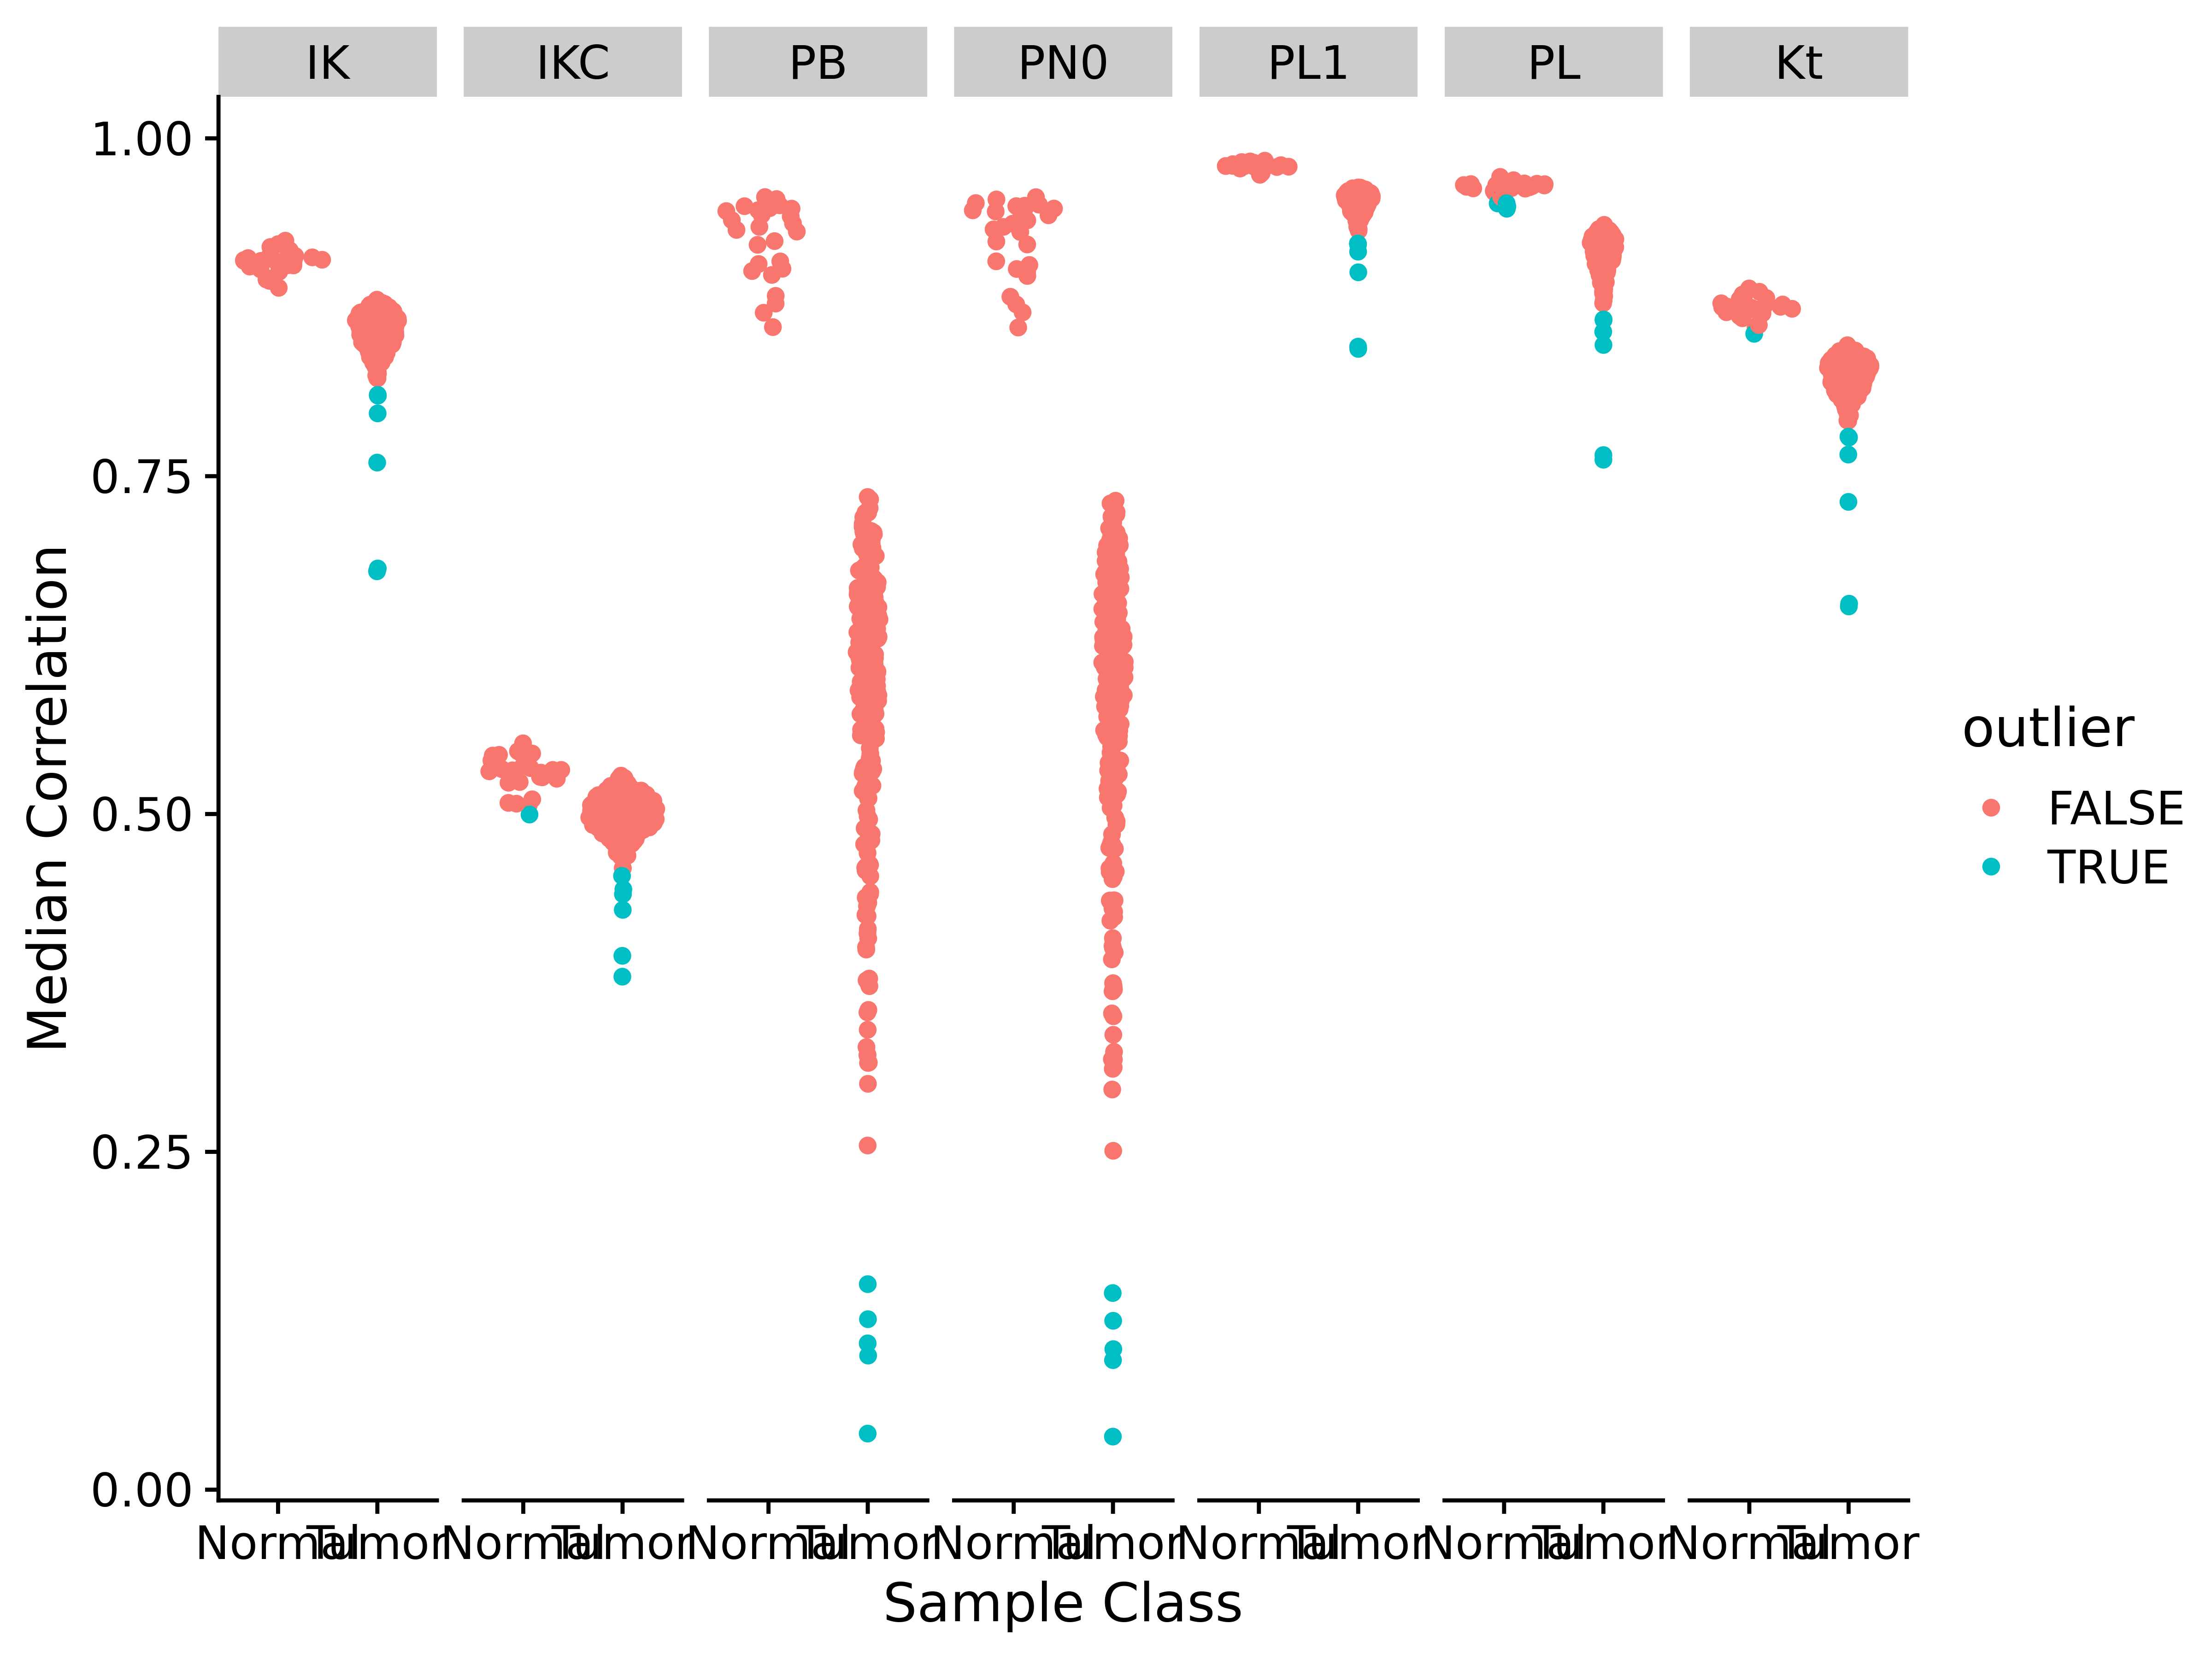 IK IKC PB PN0 PL1 PL Kt
1.00
0.75
0.50
0.25
0.00
Median Correlation
Normal Tumor Normal Tumor Normal Tumor Normal Tumor Normal Tumor Normal Tumor Normal Tumor
Sample Class
outlier
FALSE
TRUE